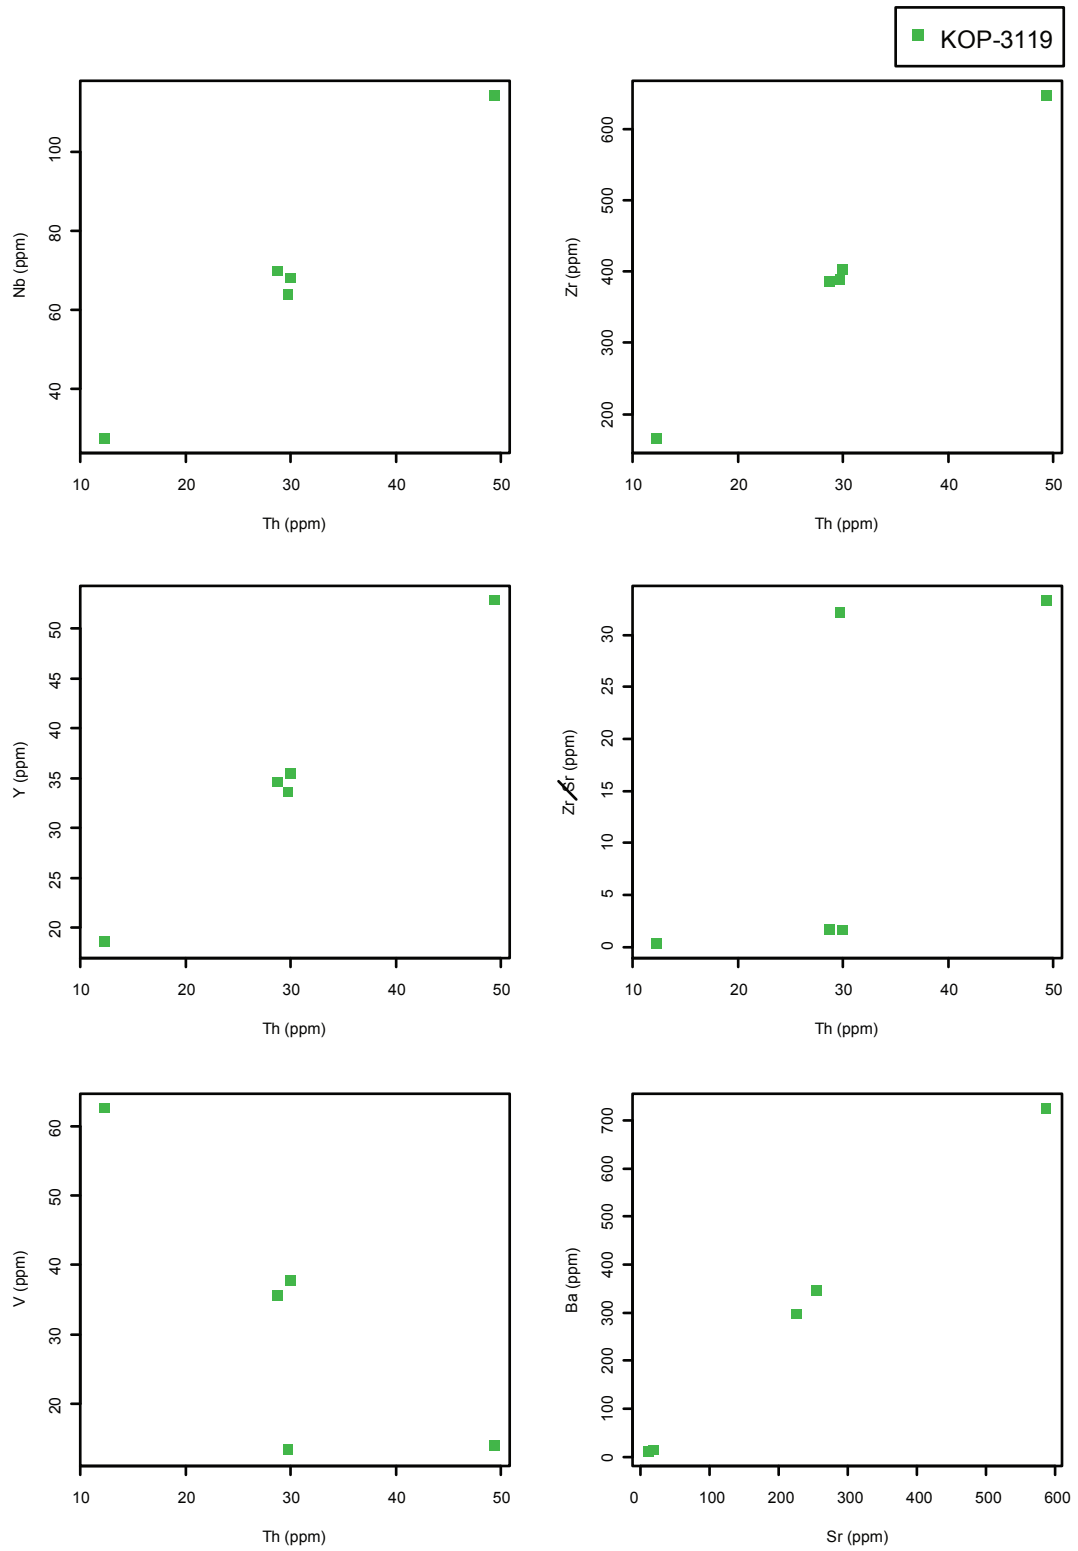 KOP-3119
Nb (ppm)
100
80
60
40
10 20 30 40 50
Th (ppm)
Zr (ppm)
600
500
400
300
200
10 20 30 40 50
Th (ppm)
Y (ppm)
50
45
40
35
30
25
20
10 20 30 40 50
Th (ppm)
Zr/Sr (ppm)
30
25
20
15
10
5
0
10 20 30 40 50
Th (ppm)
V (ppm)
60
50
40
30
20
10 20 30 40 50
Th (ppm)
Ba (ppm)
700
600
500
400
300
200
100
0
0 100 200 300 400 500 600
Sr (ppm)